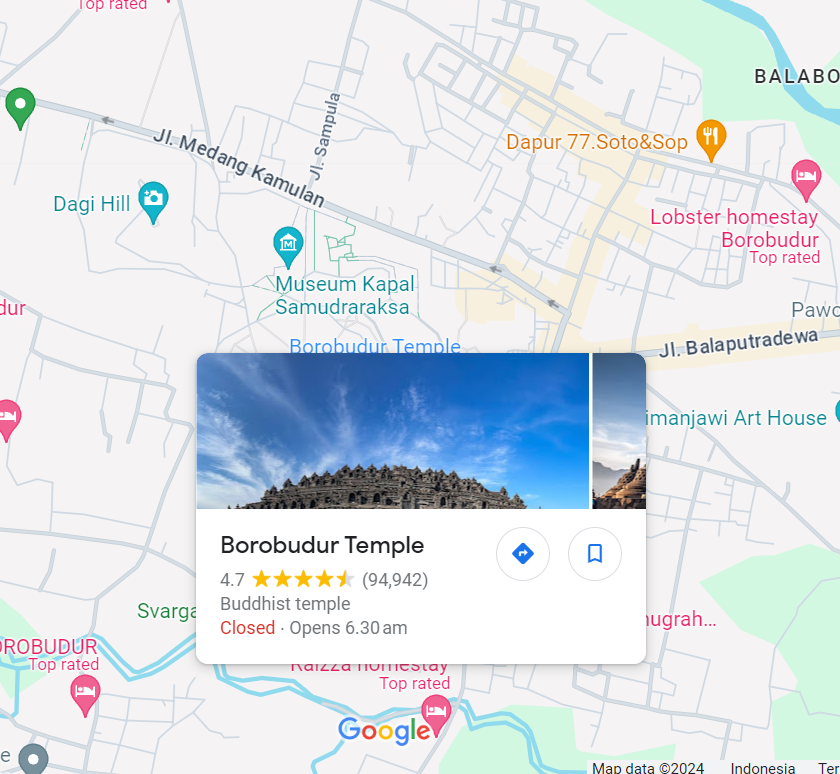 Top rated
BALABO
Jl. Sampula
Jl. Medang Kamulan
Dapur 77.Soto&Sop
Dagi Hill
Lobster homestay
Borobudur
Top rated
Museum Kapal
Samudraraksa
dur
Pawo
Borobudur Temple
Jl. Balaputradewa
imanjawi Art House
Borobudur Temple
4.7 (94,942)
Buddhist temple
Closed · Opens 6.30 am
Svarga
nugrah...
OROBUDUR
Top rated
Raizza homestay
Top rated
Google
e
Map data ©2024 Indonesia Ter